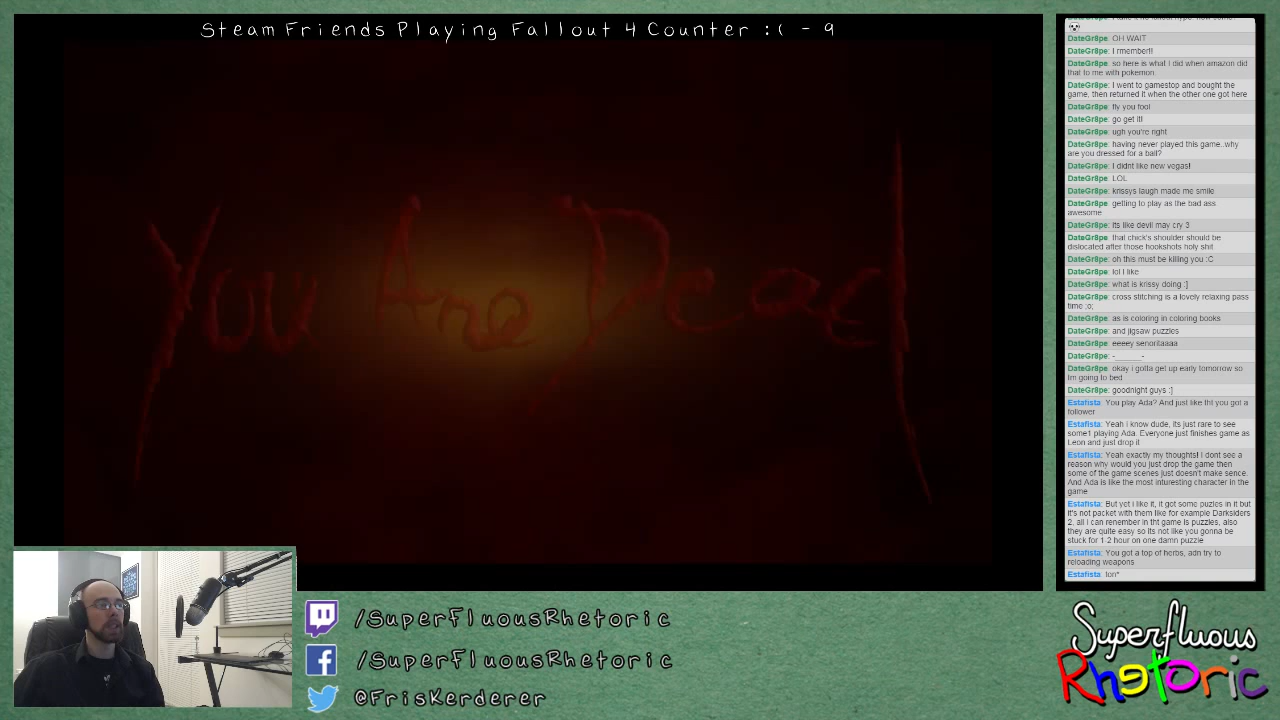 Steam Friends Playing Fallout 4 Counter :( - 9
You Are Dead
DateGr8pe: OH WAIT
DateGr8pe: I rmember!!
DateGr8pe: so here is what I did when amazon did
that to me with pokemon.
DateGr8pe: I went to gamestop and bought the
game, then returned it when the other one got here
DateGr8pe: fly you fool
DateGr8pe: go get it!
DateGr8pe: ugh you're right
DateGr8pe: having never played this game..why
are you dressed for a ball?
DateGr8pe: I didnt like new vegas!
DateGr8pe: LOL
DateGr8pe: krissys laugh made me smile
DateGr8pe: getting to play as the bad ass
awesome
DateGr8pe: its like devil may cry 3
DateGr8pe: that chick's shoulder should be
dislocated after those hookshots holy shit
DateGr8pe: oh this must be killing you :C
DateGr8pe: lol I like
DateGr8pe: what is krissy doing :]
DateGr8pe: cross stitching is a lovely relaxing pass
time ;o;
DateGr8pe: as is coloring in coloring books
DateGr8pe: and jigsaw puzzles
DateGr8pe: eeeey senoritaaaa
DateGr8pe: -______-
DateGr8pe: okay i gotta get up early tomorrow so
Im going to bed
DateGr8pe: goodnight guys :]
Estafista: You play Ada? And just like tht you got a
follower
Estafista: Yeah i know dude, its just rare to see
some1 playing Ada. Everyone just finishes game as
Leon and just drop it
Estafista: Yeah exactly my thoughts! I dont see a
reason why would you just drop the game then
some of the game scenes just doesn't make sence.
And Ada is like the most inturesting character in the
game
Estafista: But yet i like it, it got some puzles in it but
it's not packet with them like for example Darksiders
2, all i can renember in tht game is puzzles, also
they are quite easy so its not like you gonna be
stuck for 1-2 hour on one damn puzzle
Estafista: You got a top of herbs, adn try to
reloading weapons
Estafista: ton*
/SuperFluousRhetoric
/SuperFluousRhetoric
@FrisKerderer
Superfluous
Rhetoric